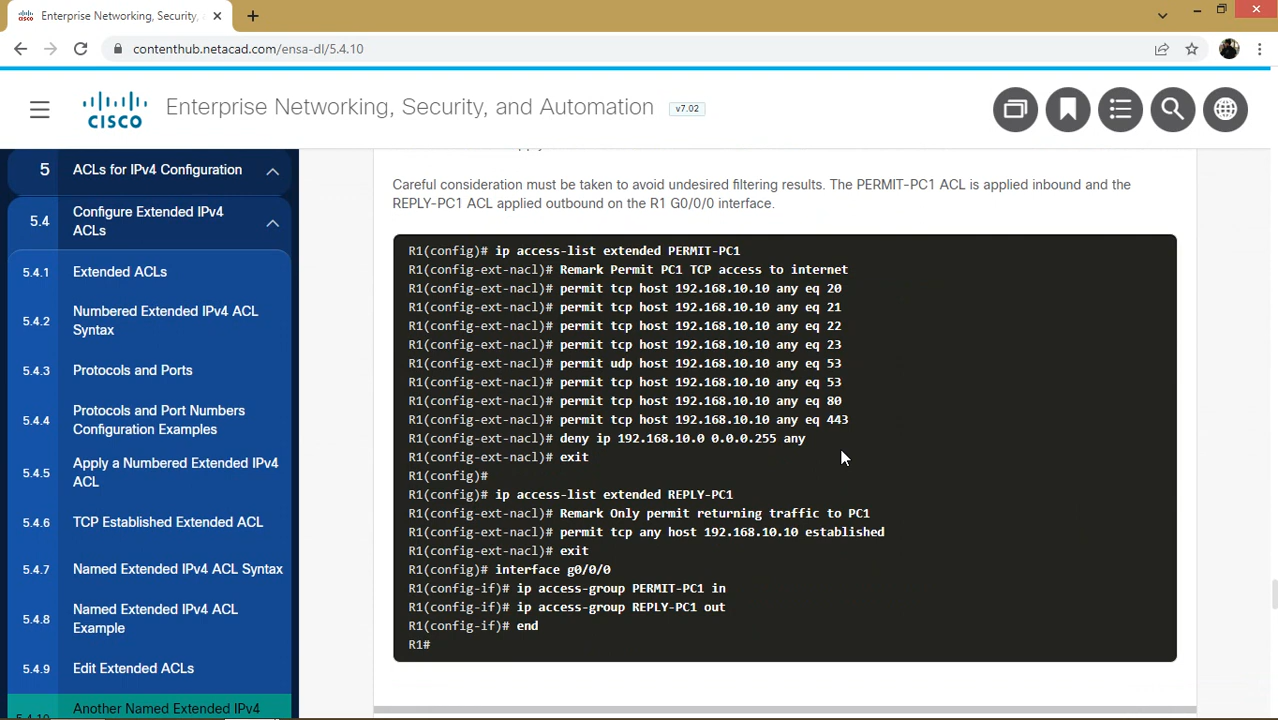 Enterprise Networking, Security,
contenthub.netacad.com/ensa-dl/5.4.10
CISCO
Enterprise Networking, Security, and Automation v7.02
5 ACLs for IPv4 Configuration
5.4 Configure Extended IPv4
ACLs
5.4.1 Extended ACLs
5.4.2 Numbered Extended IPv4 ACL
Syntax
5.4.3 Protocols and Ports
5.4.4 Protocols and Port Numbers
Configuration Examples
5.4.5 Apply a Numbered Extended IPv4
ACL
5.4.6 TCP Established Extended ACL
5.4.7 Named Extended IPv4 ACL Syntax
5.4.8 Named Extended IPv4 ACL
Example
5.4.9 Edit Extended ACLs
5.4.10 Another Named Extended IPv4
Careful consideration must be taken to avoid undesired filtering results. The PERMIT-PC1 ACL is applied inbound and the
REPLY-PC1 ACL applied outbound on the R1 G0/0/0 interface.
R1(config)# ip access-list extended PERMIT-PC1
R1(config-ext-nacl)# Remark Permit PC1 TCP access to internet
R1(config-ext-nacl)# permit tcp host 192.168.10.10 any eq 20
R1(config-ext-nacl)# permit tcp host 192.168.10.10 any eq 21
R1(config-ext-nacl)# permit tcp host 192.168.10.10 any eq 22
R1(config-ext-nacl)# permit tcp host 192.168.10.10 any eq 23
R1(config-ext-nacl)# permit udp host 192.168.10.10 any eq 53
R1(config-ext-nacl)# permit tcp host 192.168.10.10 any eq 53
R1(config-ext-nacl)# permit tcp host 192.168.10.10 any eq 80
R1(config-ext-nacl)# permit tcp host 192.168.10.10 any eq 443
R1(config-ext-nacl)# deny ip 192.168.10.0 0.0.0.255 any
R1(config-ext-nacl)# exit
R1(config)#
R1(config)# ip access-list extended REPLY-PC1
R1(config-ext-nacl)# Remark Only permit returning traffic to PC1
R1(config-ext-nacl)# permit tcp any host 192.168.10.10 established
R1(config-ext-nacl)# exit
R1(config)# interface g0/0/0
R1(config-if)# ip access-group PERMIT-PC1 in
R1(config-if)# ip access-group REPLY-PC1 out
R1(config-if)# end
R1#